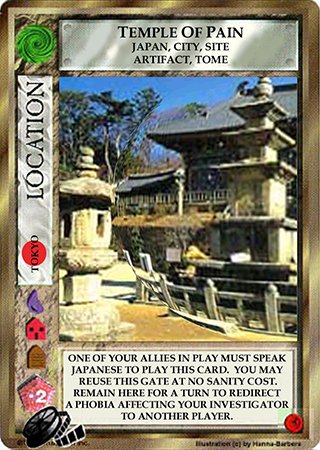 TEMPLE OF PAIN
JAPAN, CITY, SITE
ARTIFACT, TOME
LOCATION
TOKYO
-2
ONE OF YOUR ALLIES IN PLAY MUST SPEAK
JAPANESE TO PLAY THIS CARD. YOU MAY
REUSE THIS GATE AT NO SANITY COST.
REMAIN HERE FOR A TURN TO REDIRECT
A PHOBIA AFFECTING YOUR INVESTIGATOR
TO ANOTHER PLAYER.
Inc.
Illustration (c) by Hanna-Barbera